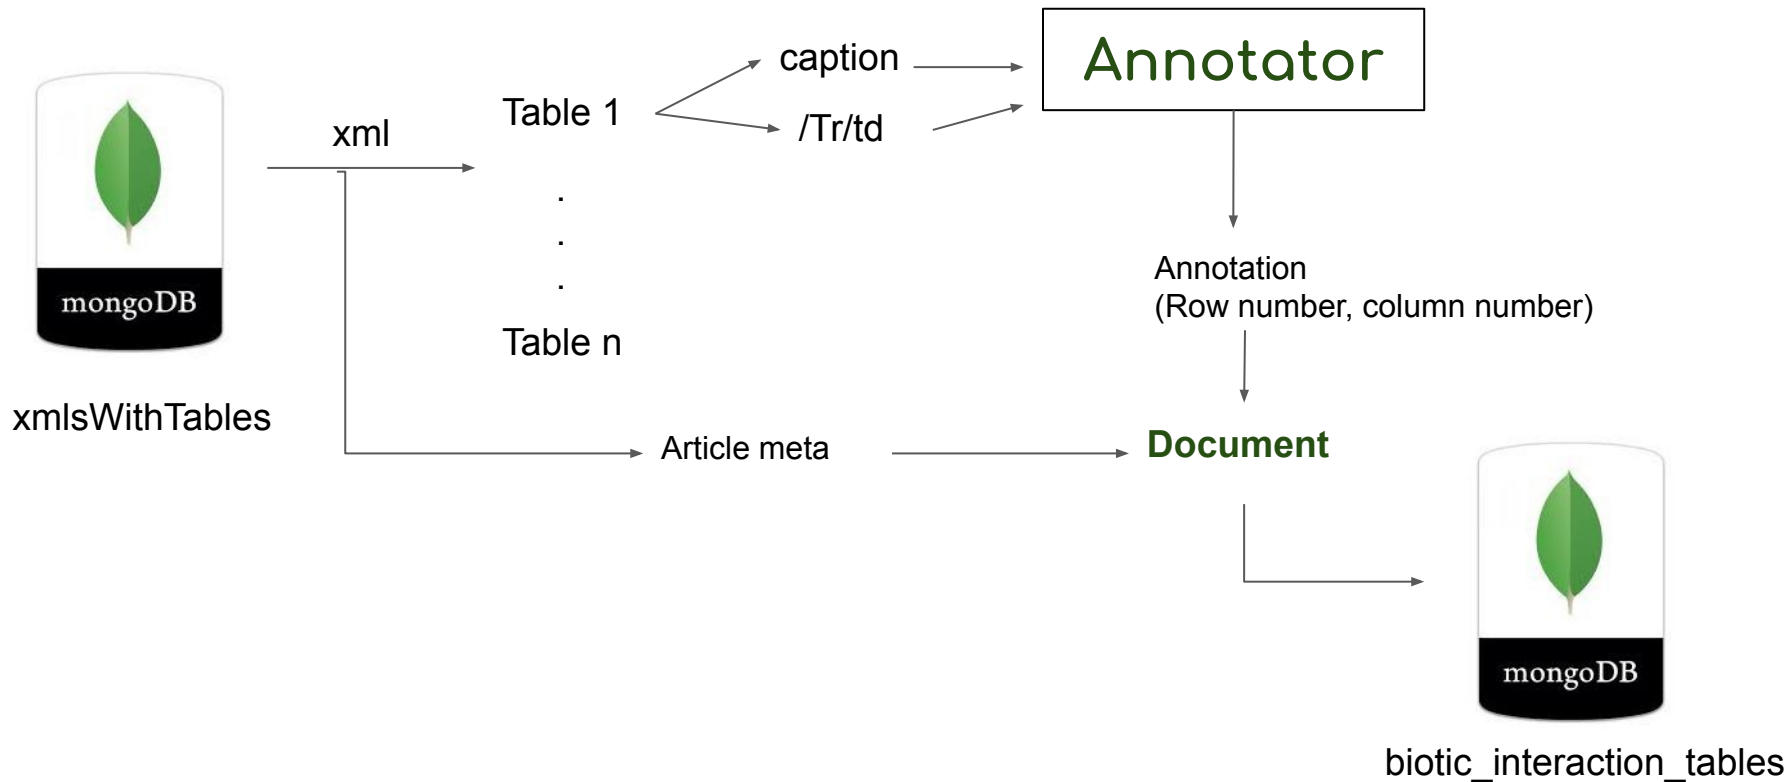 caption
Annotator
Table 1
xml
/Tr/td
.
.
.
mongoDB
Table n
Annotation
(Row number, column number)
xmlsWithTables
Article meta
Document
mongoDB
biotic_interaction_tables